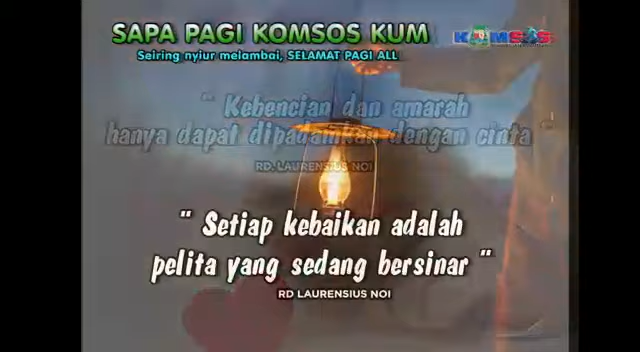 SAPA PAGI KOMSOS KUM
Seiring nyiur melambai, SELAMAT PAGI ALL
KOMSOS
" Kebencian dan amarah
hanya dapat dipadamkan dengan cinta
RD. LAURENSIUS NOI
" Setiap kebaikan adalah
pelita yang sedang bersinar "
RD LAURENSIUS NOI